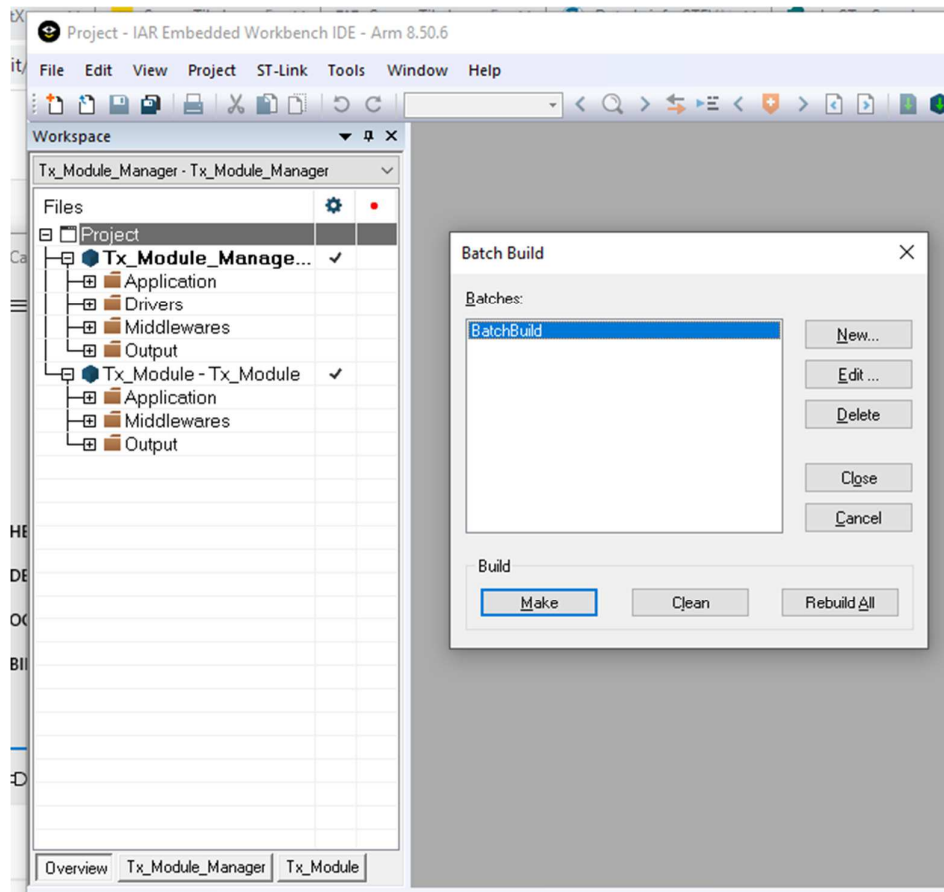 Project - IAR Embedded Workbench IDE - Arm 8.50.6
File Edit View Project ST-Link Tools Window Help
Workspace
Tx_Module_Manager - Tx_Module_Manager
Files
Project
Tx_Module_Manage...
Application
Drivers
Middlewares
Output
Tx_Module - Tx_Module
Application
Middlewares
Output
Overview Tx_Module_Manager Tx_Module
Batch Build
Batches:
BatchBuild
New...
Edit ...
Delete
Close
Cancel
Build
Make Clean Rebuild All